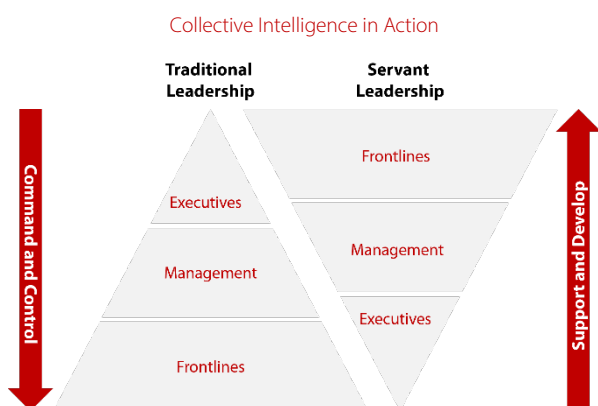 Collective Intelligence in Action
Traditional
Leadership
Servant
Leadership
Command and Control
Executives
Management
Frontlines
Frontlines
Management
Executives
Support and Develop